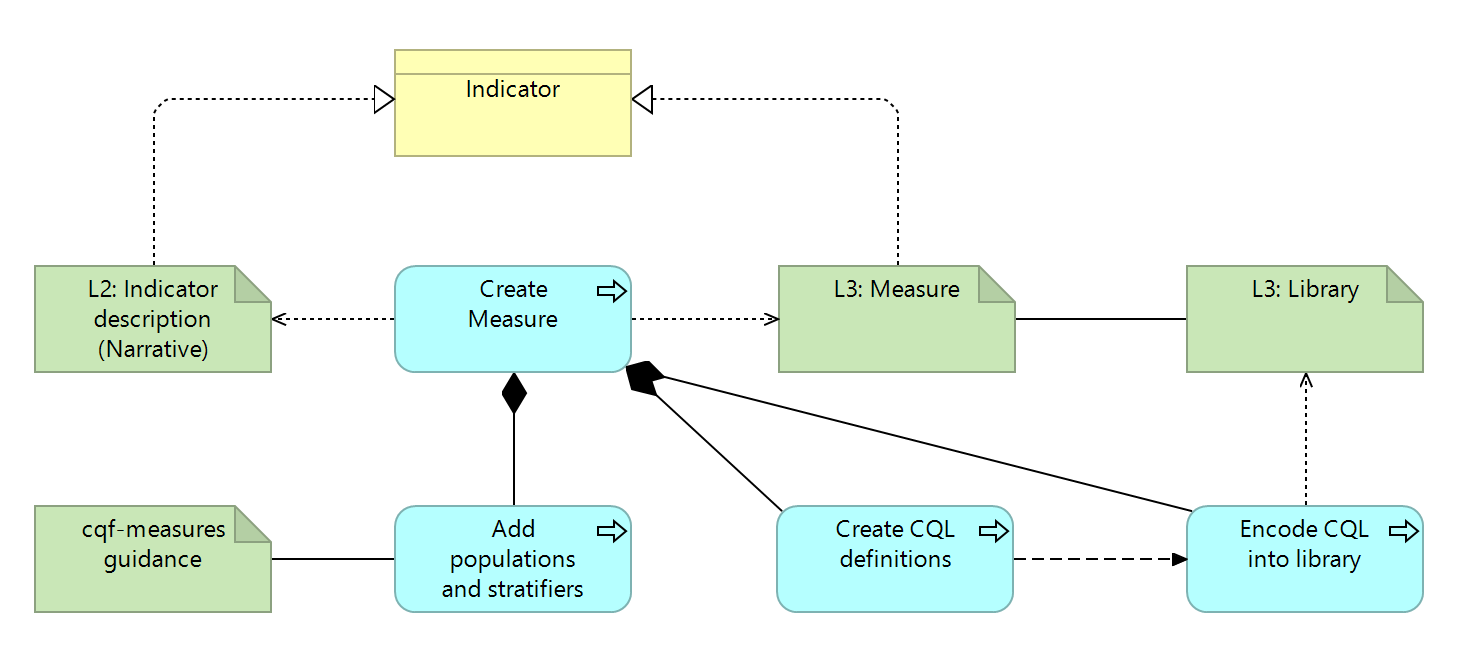 Indicator
L2: Indicator
description
(Narrative)
Create
Measure
L3: Measure
L3: Library
cqf-measures
guidance
Add
populations
and stratifiers
Create CQL
definitions
Encode CQL
into library